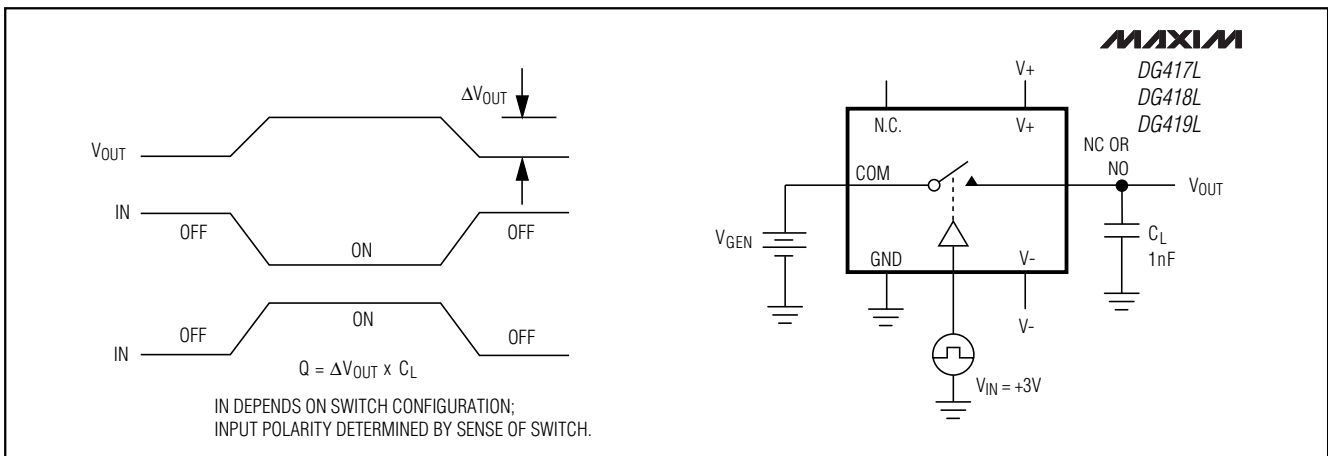 ΔVOUT
VOUT
IN
OFF
ON
OFF
IN
OFF
ON
OFF
Q = ΔVOUT x CL
IN DEPENDS ON SWITCH CONFIGURATION;
INPUT POLARITY DETERMINED BY SENSE OF SWITCH.
MAXIM
DG417L
DG418L
DG419L
V+
N.C.
V+
NC OR
NO
COM
VOUT
VGEN
CL
1nF
GND
V-
V-
VIN = +3V